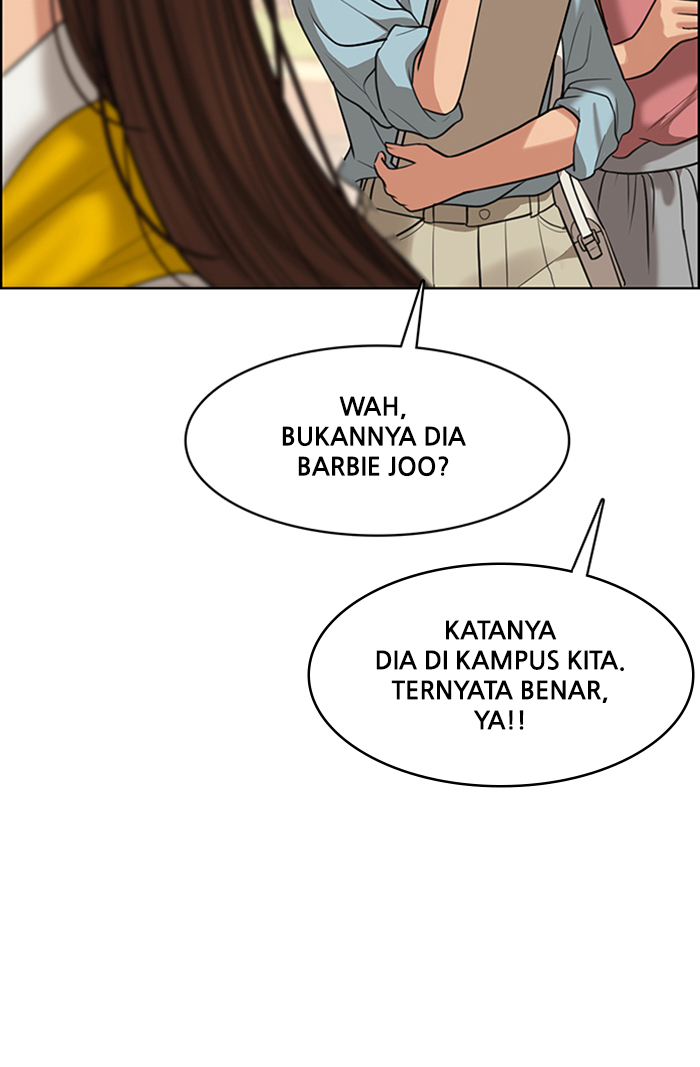 WAH,
BUKANNYA DIA
BARBIE JOO?
KATANYA
DIA DI KAMPUS KITA.
TERNYATA BENAR,
YA!!